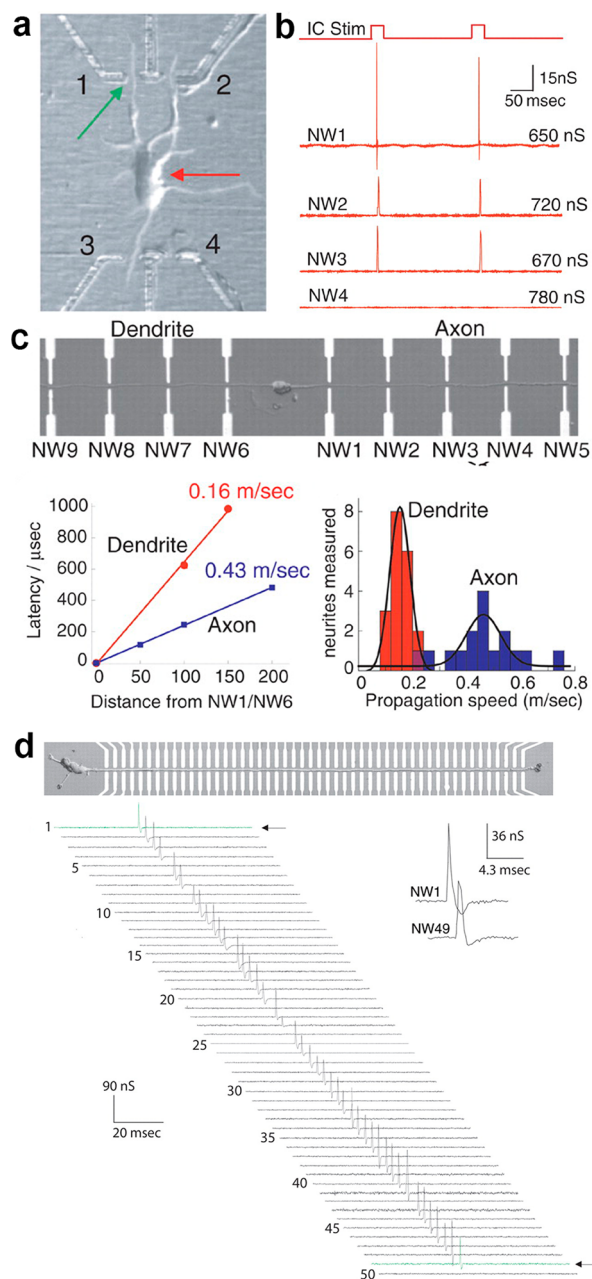 a
1
2
3
4
b
IC Stim
15nS
50 msec
NW1
650 nS
NW2
720 nS
NW3
670 nS
NW4
780 nS
c
Dendrite
Axon
NW9 NW8 NW7 NW6 NW1 NW2 NW3 NW4 NW5
Latency / μsec
1000
800
600
400
200
0
0.16 m/sec
Dendrite
0.43 m/sec
Axon
0 50 100 150 200
Distance from NW1/NW6
neurites measured
8
6
4
2
0
Dendrite
Axon
0 0.2 0.4 0.6 0.8
Propagation speed (m/sec)
d
1
5
10
15
20
25
30
35
40
45
50
36 nS
4.3 msec
NW1
NW49
90 nS
20 msec